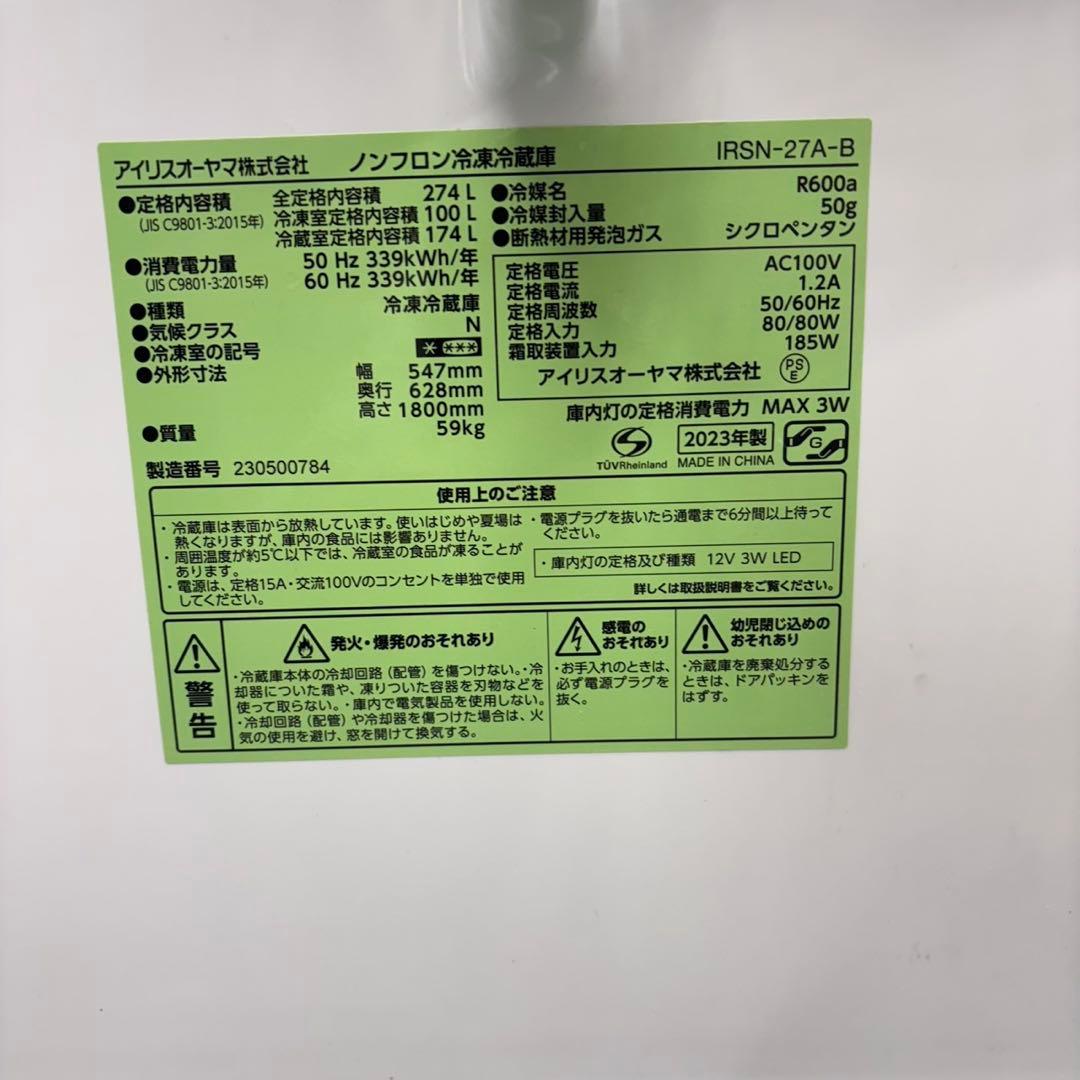 アイリスオーヤマ株式会社 ノンフロン冷凍冷蔵庫 IRSN-27A-B
●定格内容積 全定格内容積 274 L
(JIS C9801-3:2015年) 冷凍室定格内容積 100 L
冷蔵室定格内容積 174 L
●消費電力量 50 Hz 339kWh/年
(JIS C9801-3:2015年) 60 Hz 339kWh/年
●種類 冷凍冷蔵庫
●気候クラス N
●冷凍室の記号
●外形寸法 幅 547mm
奥行 628mm
高さ 1800mm
●質量 59kg
製造番号 230500784
●冷媒名 R600a
●冷媒封入量 50g
●断熱材用発泡ガス シクロペンタン
定格電圧 AC100V
定格電流 1.2A
定格周波数 50/60Hz
定格入力 80/80W
霜取装置入力 185W
アイリスオーヤマ株式会社 PSE
庫内灯の定格消費電力 MAX 3W
TÜVRheinland 2023年製 G
MADE IN CHINA
使用上のご注意
・冷蔵庫は表面から放熱しています。使いはじめや夏場は
熱くなりますが、庫内の食品には影響ありません。
・周囲温度が約5℃以下では、冷蔵室の食品が凍ることが
あります。
・電源は、定格15A・交流100Vのコンセントを単独で使用
してください。
・電源プラグを抜いたら通電まで6分間以上待って
ください。
・庫内灯の定格及び種類 12V 3W LED
詳しくは取扱説明書をご覧ください。
警告
発火・爆発のおそれあり
・冷蔵庫本体の冷却回路（配管）を傷つけない。・冷
却器についた霜や、凍りついた容器を刃物などを
使って取らない。・庫内で電気製品を使用しない。
・冷却回路（配管）や冷却器を傷つけた場合は、火
気の使用を避け、窓を開けて換気する。
感電の
おそれあり
・お手入れのときは、
必ず電源プラグを
抜く。
幼児閉じ込めの
おそれあり
・冷蔵庫を廃棄処分する
ときは、ドアパッキンを
はずす。